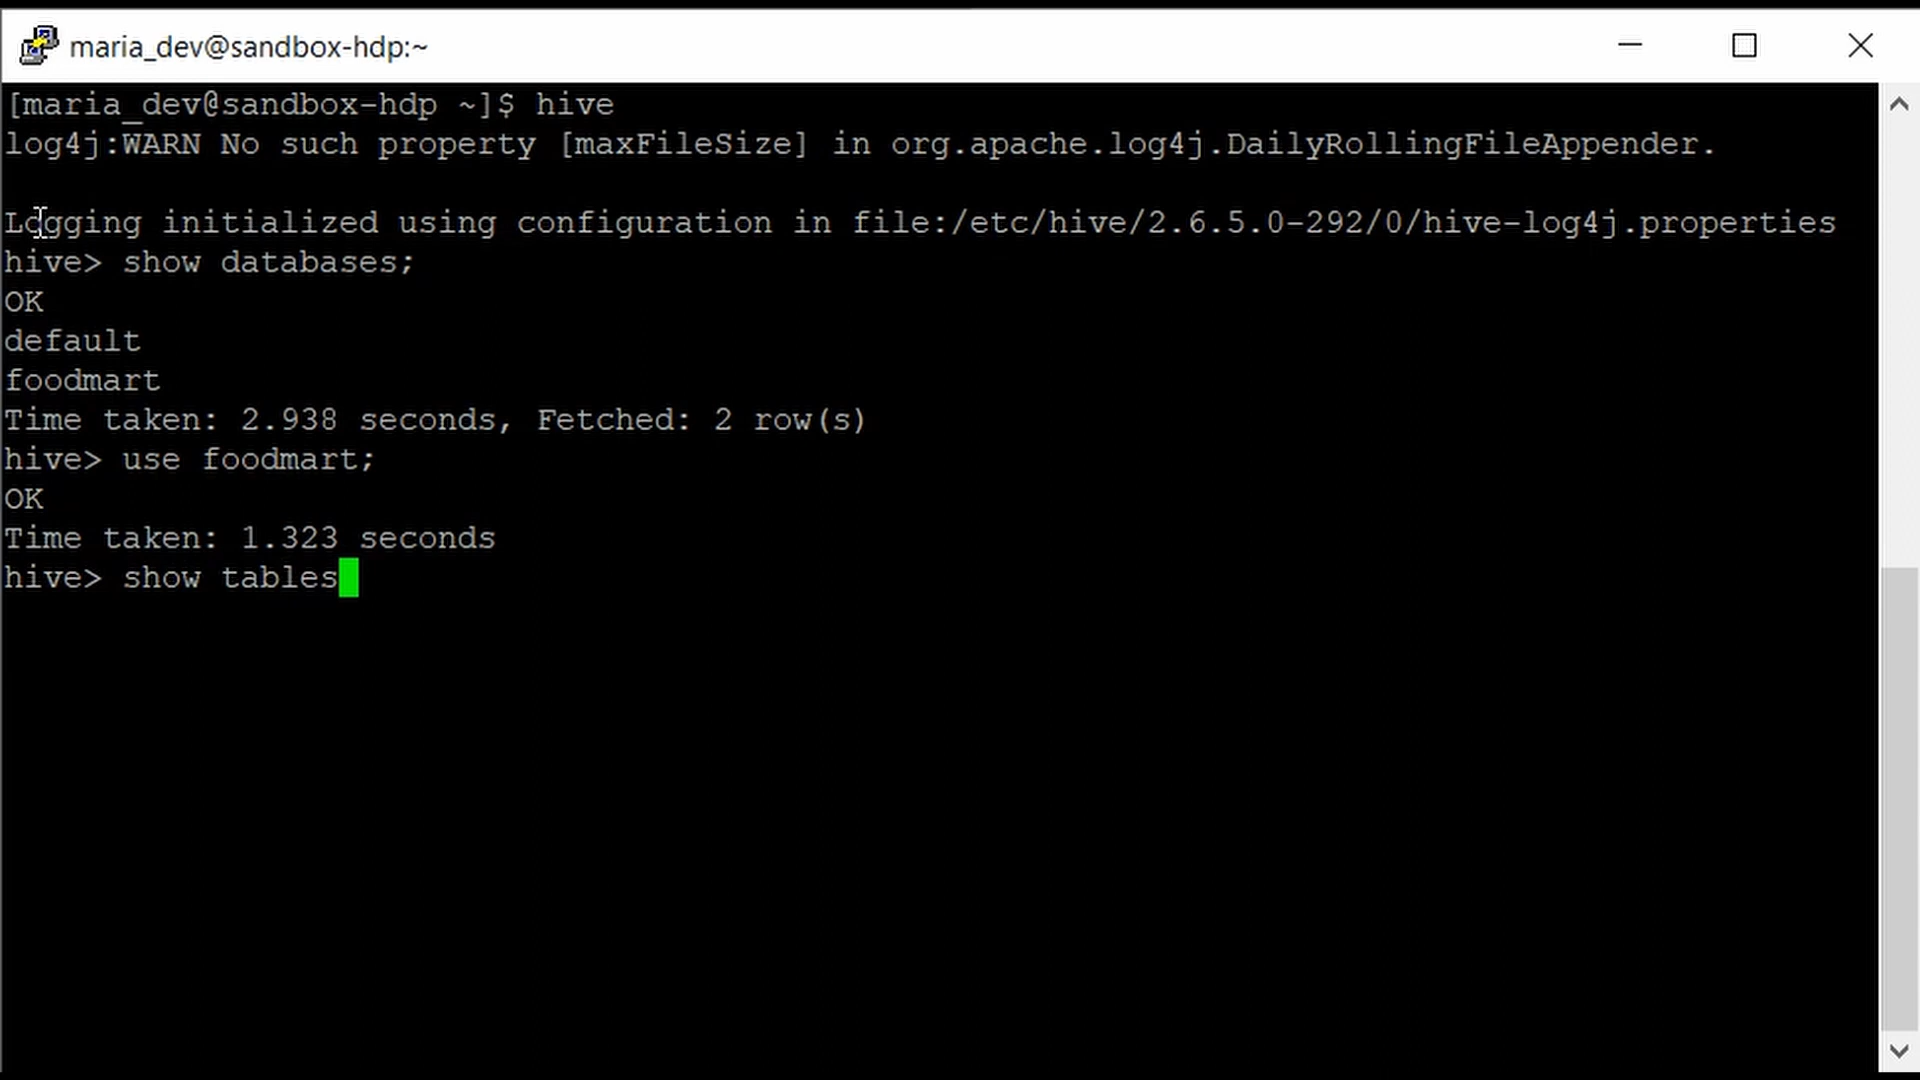 maria_dev@sandbox-hdp:~
[maria_dev@sandbox-hdp ~]$ hive
log4j:WARN No such property [maxFileSize] in org.apache.log4j.DailyRollingFileAppender.
Logging initialized using configuration in file:/etc/hive/2.6.5.0-292/0/hive-log4j.properties
hive> show databases;
OK
default
foodmart
Time taken: 2.938 seconds, Fetched: 2 row(s)
hive> use foodmart;
OK
Time taken: 1.323 seconds
hive> show tables